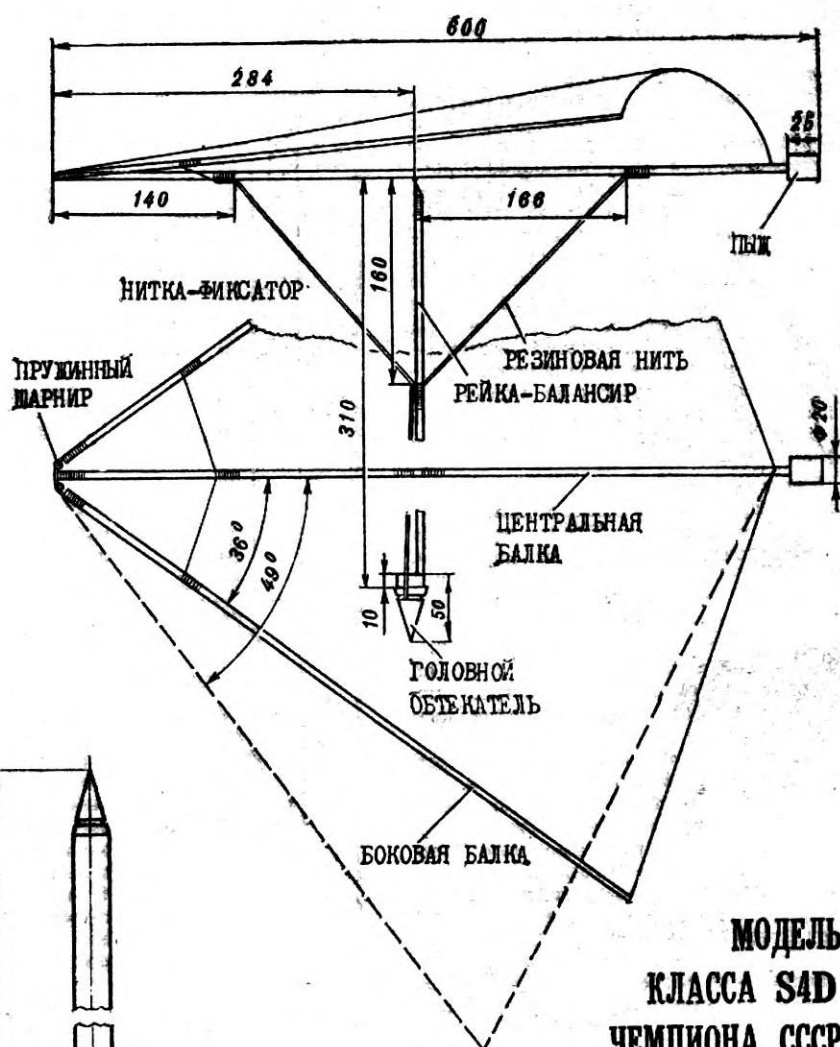 600
284
25
140
166
160
ПЫЖ
НИТКА-ФИКСАТОР
РЕЗИНОВАЯ НИТЬ
ПРУЖИННЫЙ
ШАРНИР
РЕЙКА-БАЛАНСИР
310
Ф20
ЦЕНТРАЛЬНАЯ
БАЛКА
36°
49°
10
50
ГОЛОВНОЙ
ОБТЕКАТЕЛЬ
БОКОВАЯ БАЛКА
МОДЕЛЬ
КЛАССА S4D
ЧЕМПИОНА СССР